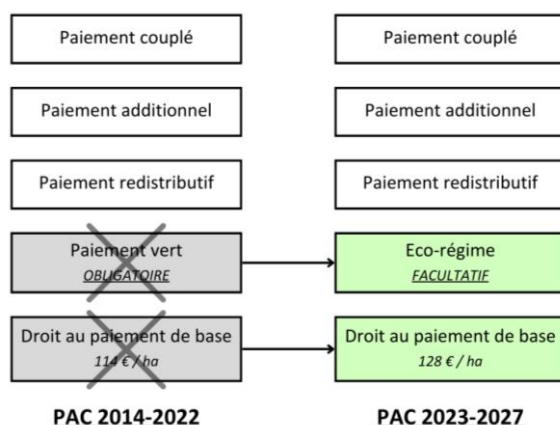 Paiement couplé
Paiement couplé
Paiement additionnel
Paiement additionnel
Paiement redistributif
Paiement redistributif
Paiement vert
OBLIGATOIRE
Eco-régime
FACULTATIF
Droit au paiement de base
114 € / ha
Droit au paiement de base
128 € / ha
PAC 2014-2022
PAC 2023-2027